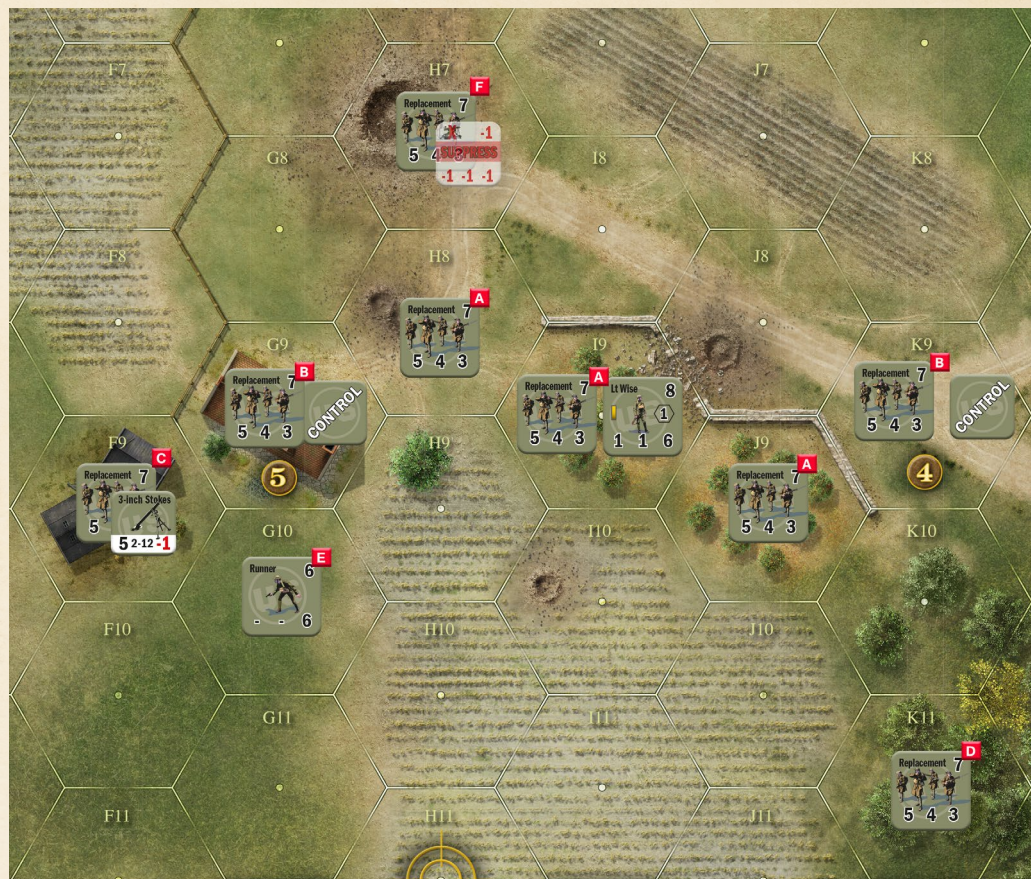 F7
H7
J7
F
Replacement 7
5 4 3
X -1
SUPPRESS
-1 -1 -1
G8
I8
K8
F8
H8
J8
A
Replacement 7
5 4 3
G9
I9
K9
B
Replacement 7
5 4 3
CONTROL
5
A
Replacement 7
5 4 3
Lt Wise 8
1
1 1 6
B
Replacement 7
5 4 3
CONTROL
4
F9
H9
J9
C
Replacement 7
5
3-inch Stokes
5 2-12 -1
A
Replacement 7
5 4 3
G10
I10
K10
E
Runner 6
- - 6
F10
H10
J10
G11
I11
K11
D
Replacement 7
5 4 3
F11
H11
J11